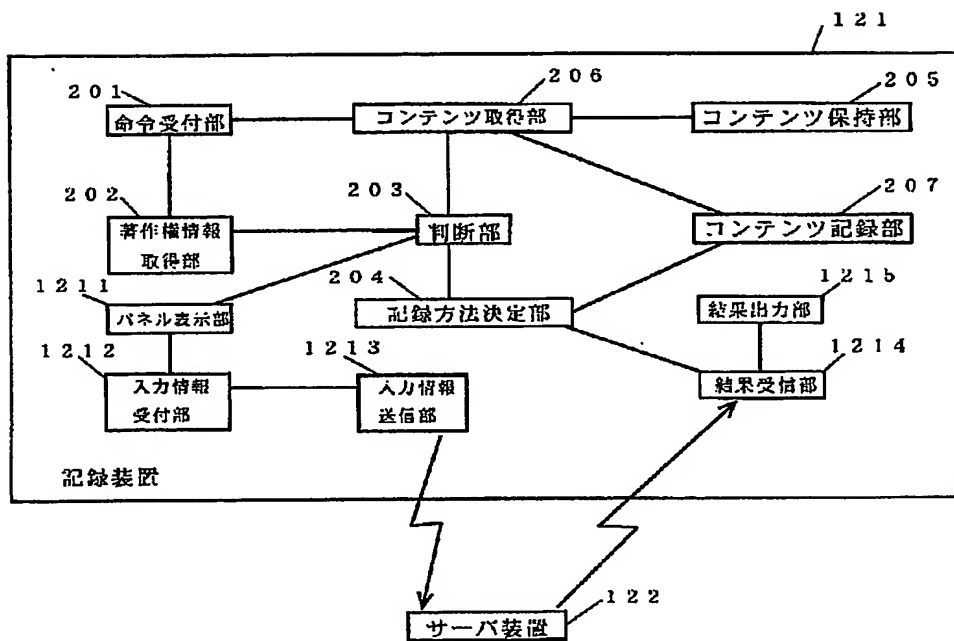 121
201
206
205
命令受付部
コンテンツ取得部
コンテンツ保持部
202
203
207
著作権情報
取得部
判断部
コンテンツ記録部
1211
204
1215
パネル表示部
記録方法決定部
結果出力部
1212
1213
1214
入力情報
受付部
入力情報
送信部
結果受信部
記録装置
122
サーバ装置